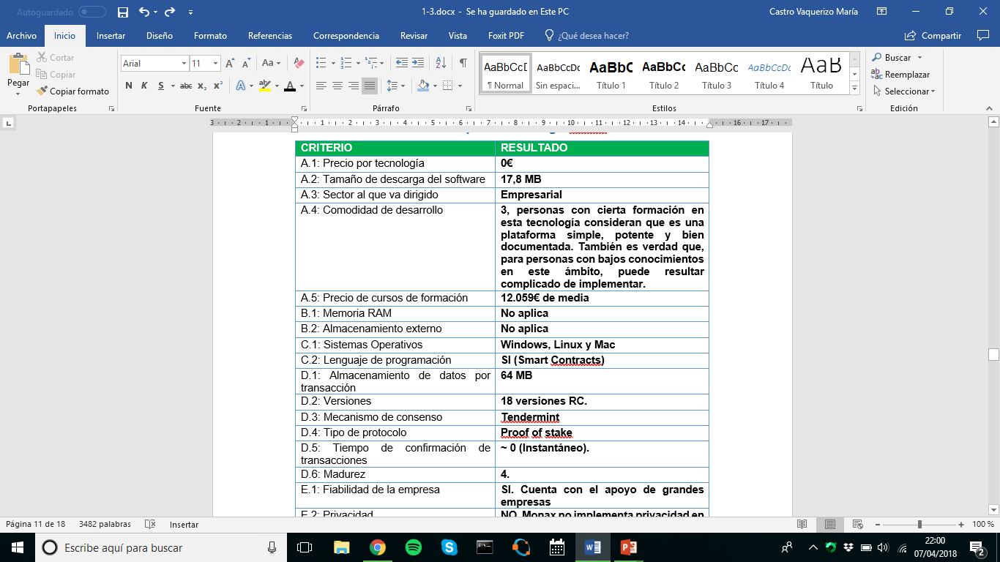 Autoguardado
1-3.docx - Se ha guardado en Este PC
Castro Vaquerizo María
Archivo Inicio Insertar Diseño Formato Referencias Correspondencia Revisar Vista Foxit PDF ¿Qué desea hacer? Compartir
Pegar
Cortar
Copiar
Copiar formato
Portapapeles
Arial 11
N K S abc x₂ x²
Fuente
Párrafo
AaBbCcDc AaBbCcDc AaBbC AaBbCc AaBbCc AaBbCcDc AaB
¶ Normal Sin espaci... Título 1 Título 2 Título 3 Título 4 Título
Estilos
Buscar
Reemplazar
Seleccionar
Edición
3 2 1 1 2 3 4 5 6 7 8 9 10 11 12 13 14 16 17
CRITERIO RESULTADO
A.1: Precio por tecnología 0€
A.2: Tamaño de descarga del software 17,8 MB
A.3: Sector al que va dirigido Empresarial
A.4: Comodidad de desarrollo 3, personas con cierta formación en
esta tecnología consideran que es una
plataforma simple, potente y bien
documentada. También es verdad que,
para personas con bajos conocimientos
en este ámbito, puede resultar
complicado de implementar.
A.5: Precio de cursos de formación 12.059€ de media
B.1: Memoria RAM No aplica
B.2: Almacenamiento externo No aplica
C.1: Sistemas Operativos Windows, Linux y Mac
C.2: Lenguaje de programación SI (Smart Contracts)
D.1: Almacenamiento de datos por 64 MB
transacción
D.2: Versiones 18 versiones RC.
D.3: Mecanismo de consenso Tendermint
D.4: Tipo de protocolo Proof of stake
D.5: Tiempo de confirmación de ~ 0 (Instantáneo).
transacciones
D.6: Madurez 4.
E.1: Fiabilidad de la empresa SI. Cuenta con el apoyo de grandes
empresas
E.2: Privacidad NO. Monax no implementa privacidad en
Página 11 de 18 3482 palabras Insertar 100 %
Escribe aquí para buscar
22:00
07/04/2018
2